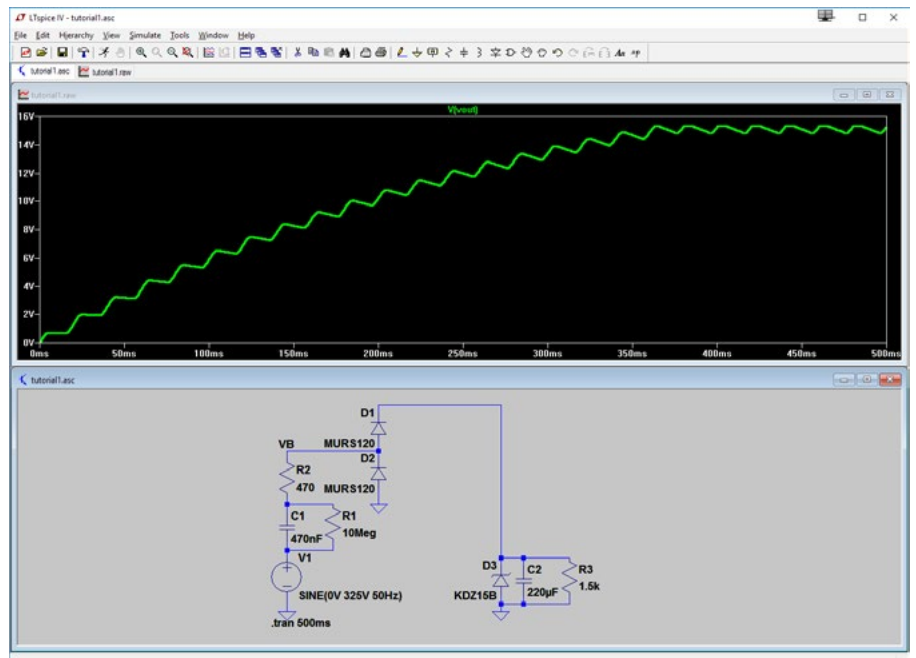 LTspice IV - tutorial1.asc
File Edit Hierarchy View Simulate Tools Window Help
tutorial1.asc tutorial1.raw
tutorial1.raw
V(vout)
16V
14V
12V
10V
8V
6V
4V
2V
0V
0ms 50ms 100ms 150ms 200ms 250ms 300ms 350ms 400ms 450ms 500ms
tutorial1.asc
D1
VB MURS120
D2
R2
470 MURS120
C1 R1
470nF 10Meg
V1
SINE(0V 325V 50Hz)
.tran 500ms
D3 C2 R3
KDZ15B 220µF 1.5k